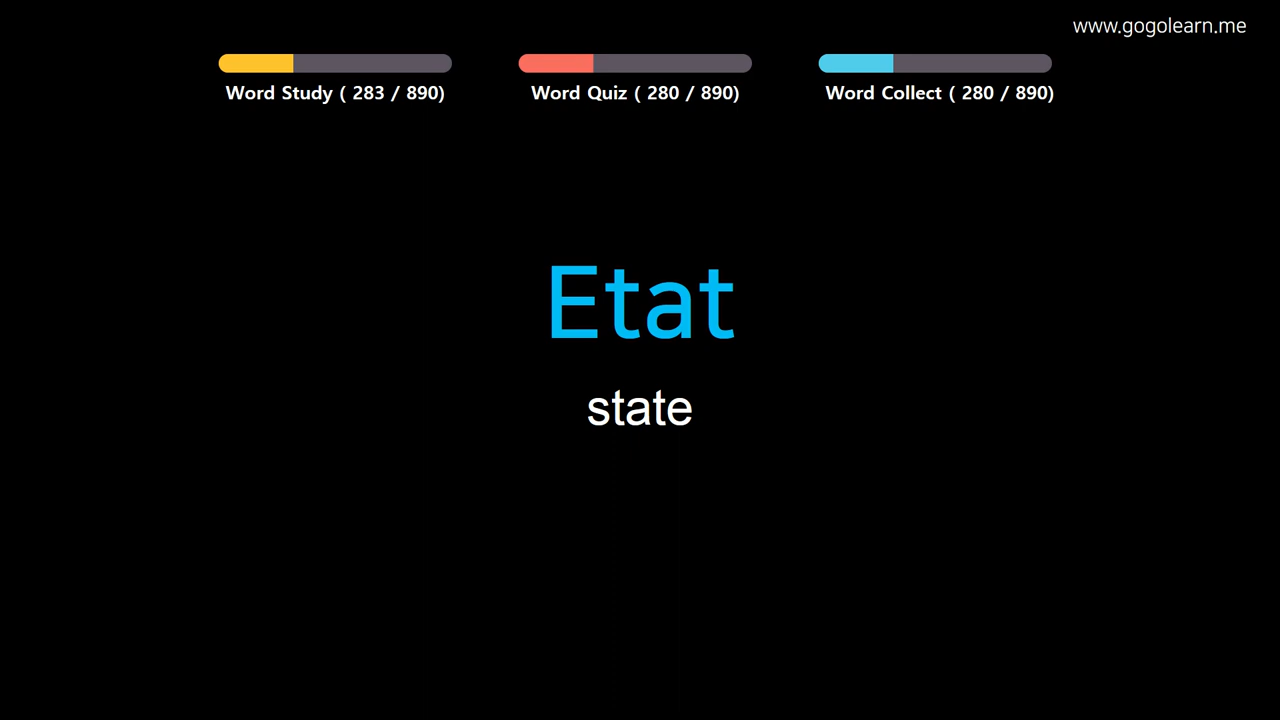 www.gogolearn.me
Word Study ( 283 / 890)
Word Quiz ( 280 / 890)
Word Collect ( 280 / 890)
Etat
state